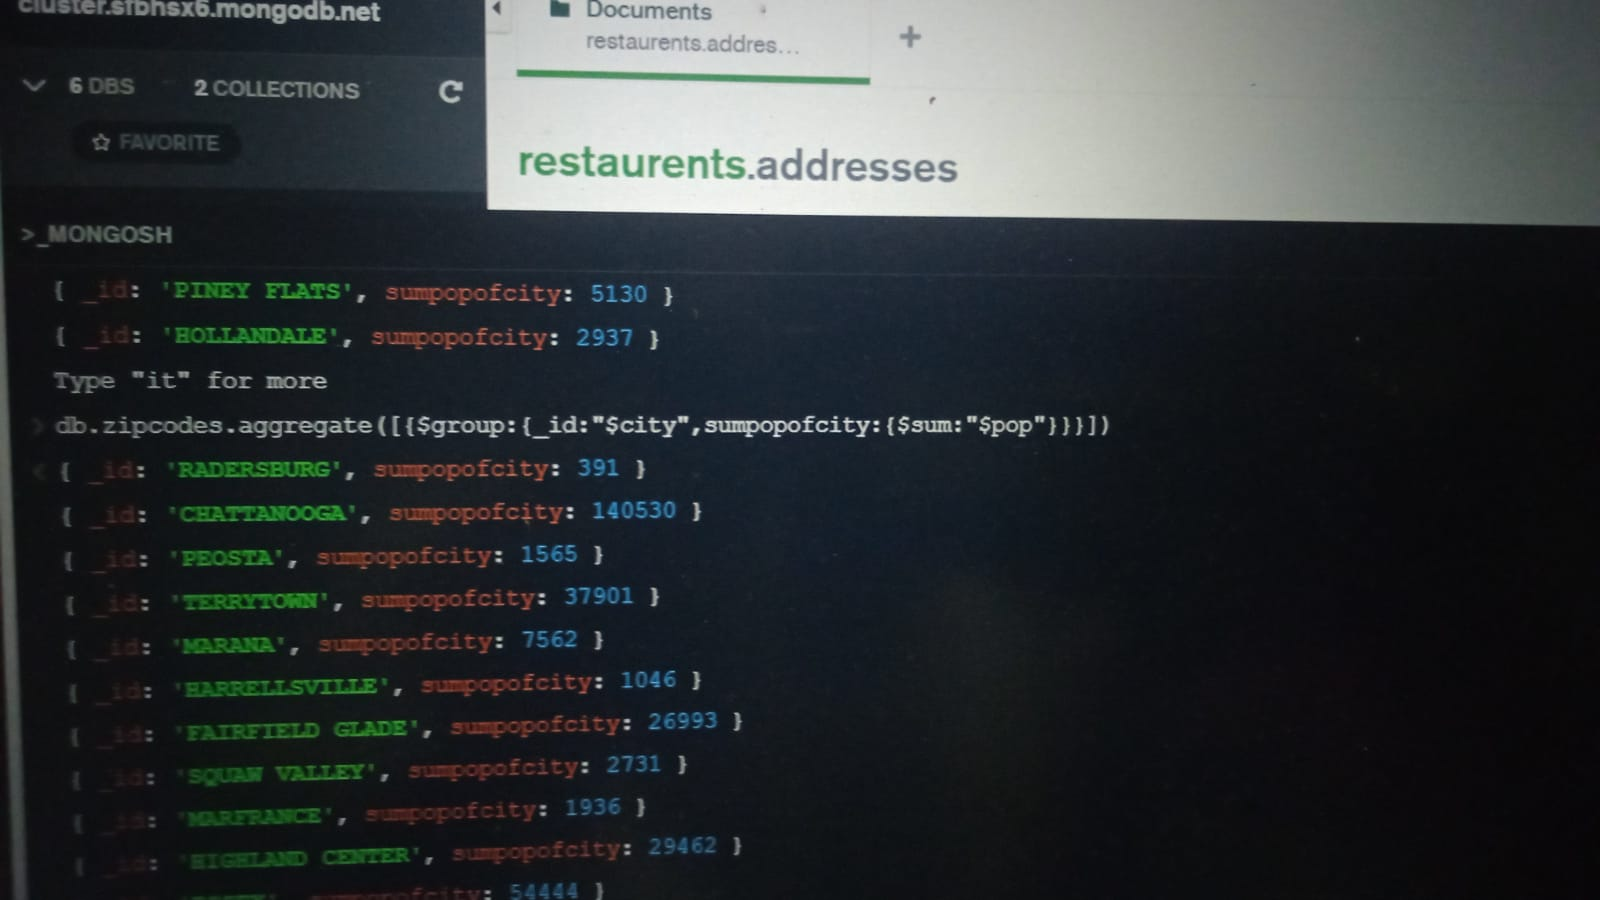 cluster.sfbhsx6.mongodb.net
Documents
restaurents.addres...
6 DBS 2 COLLECTIONS
FAVORITE
restaurents.addresses
>_MONGOSH
{ _id: 'PINEY FLATS', sumpopofcity: 5130 }
{ _id: 'HOLLANDALE', sumpopofcity: 2937 }
Type "it" for more
> db.zipcodes.aggregate([{$group:{_id:"$city",sumpopofcity:{$sum:"$pop"}}}])
< { _id: 'RADERSBURG', sumpopofcity: 391 }
{ _id: 'CHATTANOOGA', sumpopofcity: 140530 }
{ _id: 'PEOSTA', sumpopofcity: 1565 }
{ _id: 'TERRYTOWN', sumpopofcity: 37901 }
{ _id: 'MARANA', sumpopofcity: 7562 }
{ _id: 'HARRELLSVILLE', sumpopofcity: 1046 }
{ _id: 'FAIRFIELD GLADE', sumpopofcity: 26993 }
{ _id: 'SQUAW VALLEY', sumpopofcity: 2731 }
{ _id: 'MARFRANCE', sumpopofcity: 1936 }
{ _id: 'HIGHLAND CENTER', sumpopofcity: 29462 }
sumpopofcity: 54444 }